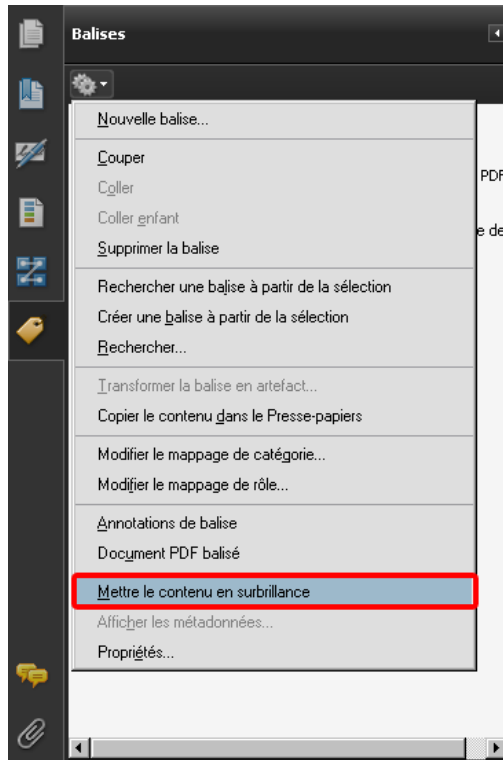 Balises
Nouvelle balise...
Couper
Coller
PDF
Coller enfant
e de
Supprimer la balise
Rechercher une balise à partir de la sélection
Créer une balise à partir de la sélection
Rechercher...
Transformer la balise en artefact...
Copier le contenu dans le Presse-papiers
Modifier le mappage de catégorie...
Modifier le mappage de rôle...
Annotations de balise
Document PDF balisé
Mettre le contenu en surbrillance
Afficher les métadonnées...
Propriétés...